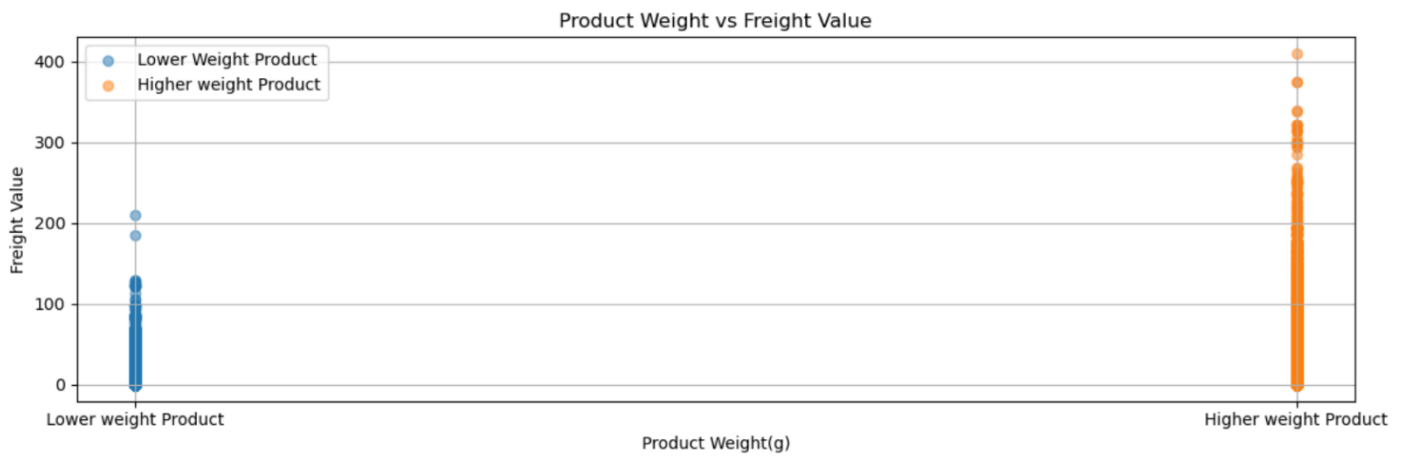 Product Weight vs Freight Value
Lower Weight Product
Higher weight Product
400
300
200
100
0
Freight Value
Lower weight Product
Higher weight Product
Product Weight(g)